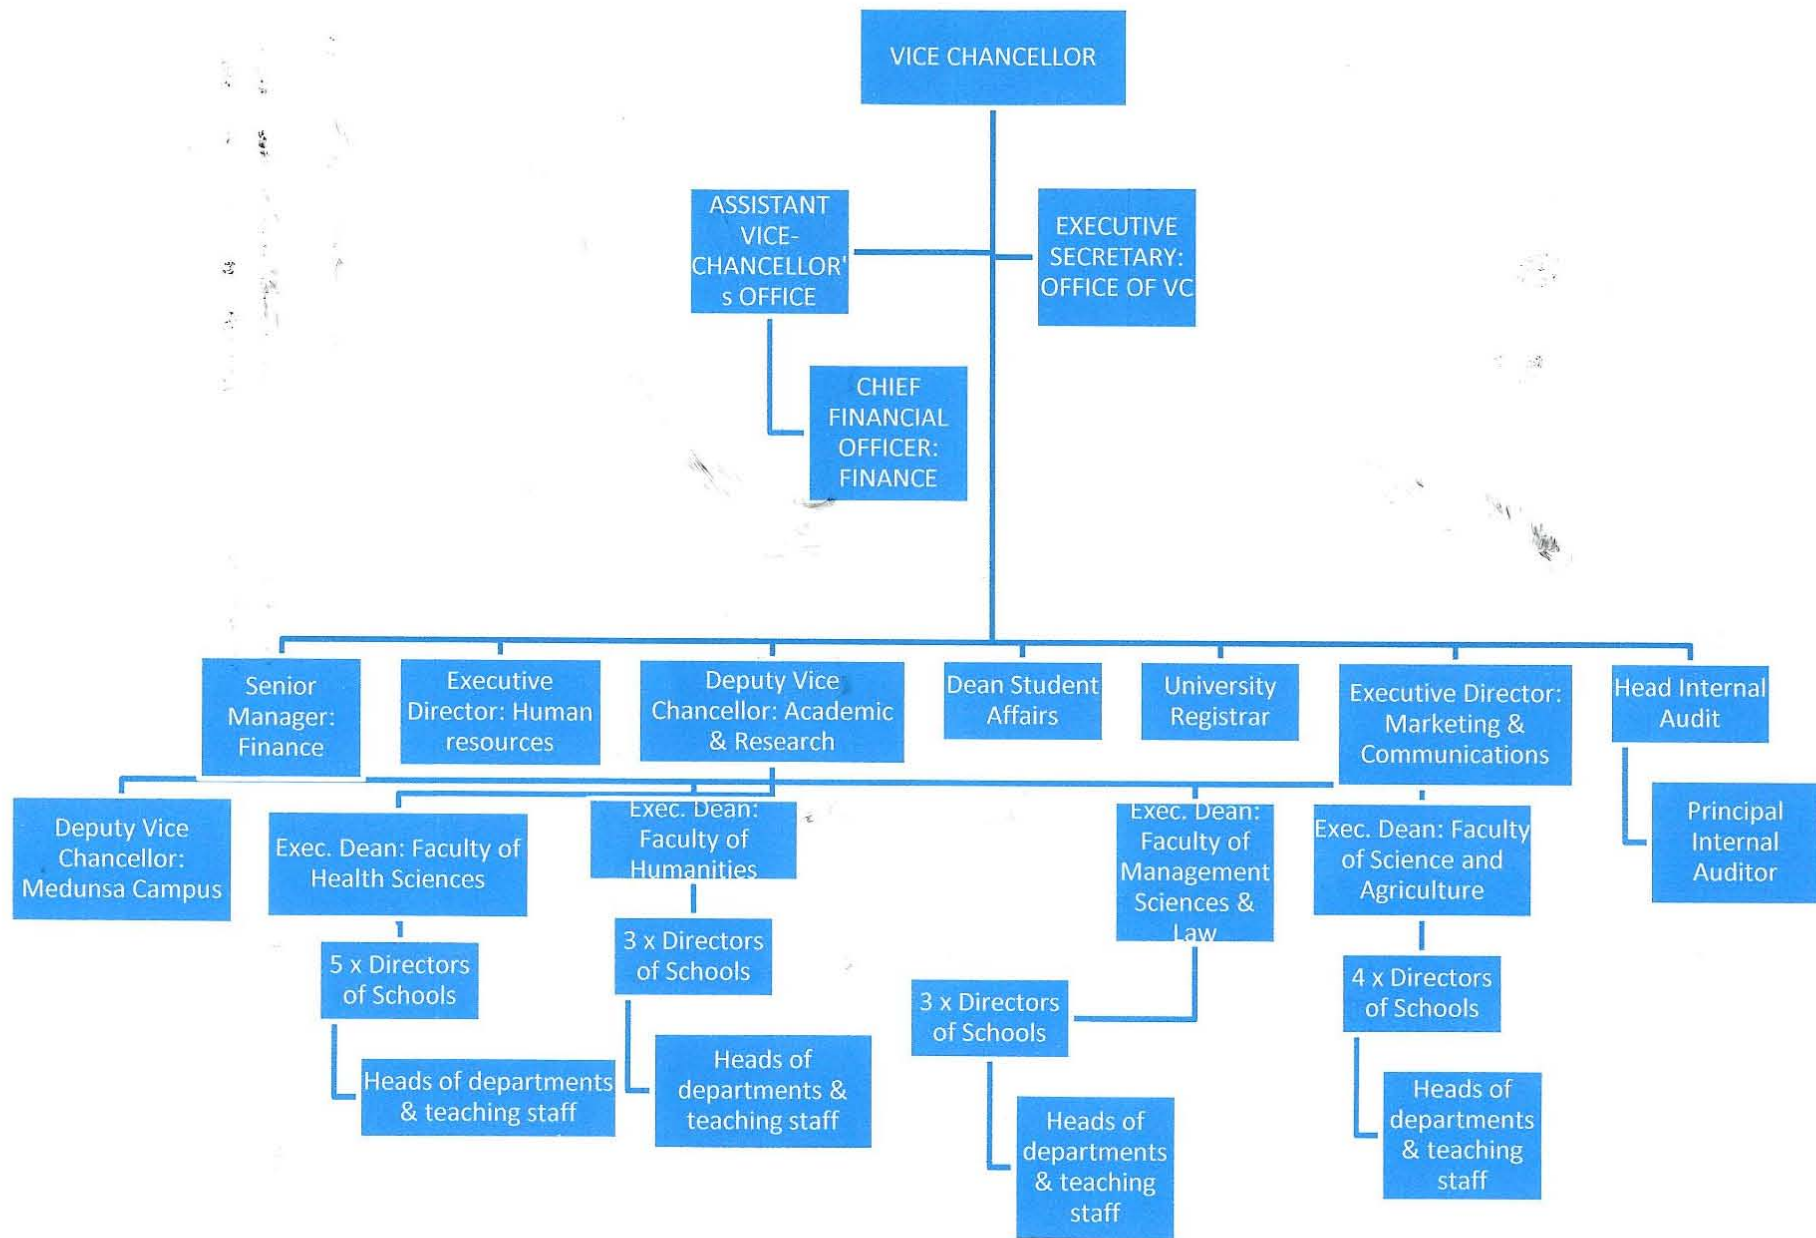 VICE CHANCELLOR
ASSISTANT
VICE-
CHANCELLOR'
s OFFICE
EXECUTIVE
SECRETARY:
OFFICE OF VC
CHIEF
FINANCIAL
OFFICER:
FINANCE
Senior
Manager:
Finance
Executive
Director: Human
resources
Deputy Vice
Chancellor: Academic
& Research
Dean Student
Affairs
University
Registrar
Executive Director:
Marketing &
Communications
Head Internal
Audit
Deputy Vice
Chancellor:
Medunsa Campus
Exec. Dean: Faculty of
Health Sciences
Exec. Dean:
Faculty of
Humanities
Exec. Dean:
Faculty of
Management
Sciences &
Law
Exec. Dean: Faculty
of Science and
Agriculture
Principal
Internal
Auditor
5 x Directors
of Schools
3 x Directors
of Schools
3 x Directors
of Schools
4 x Directors
of Schools
Heads of departments
& teaching staff
Heads of
departments &
teaching staff
Heads of
departments
& teaching
staff
Heads of
departments
& teaching
staff